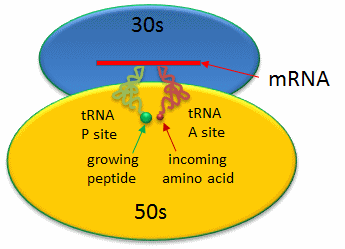 30s
mRNA
tRNA
P site
tRNA
A site
growing
peptide
incoming
amino acid
50s